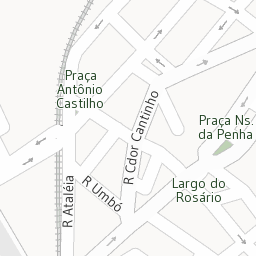 Praça
Antônio
Castilho
Praça Ns.
da Penha
R Cdor Cantinho
R Ataléia
R Umbó
Largo do
Rosário